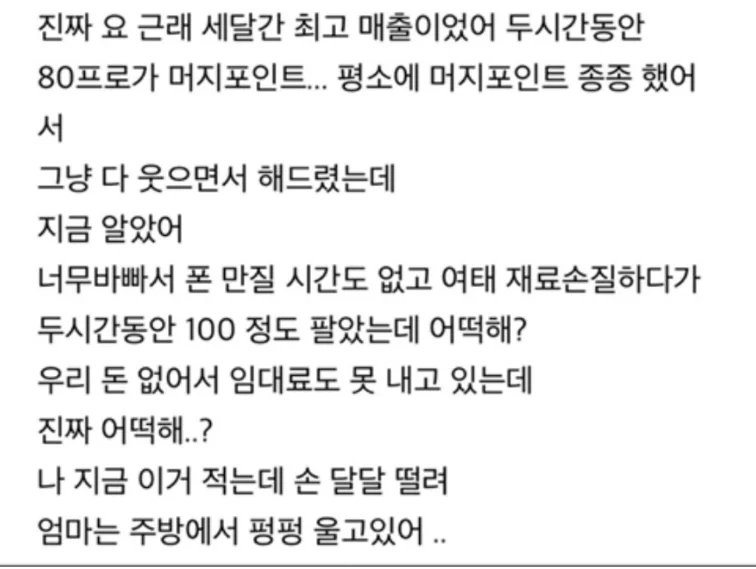 진짜 요 근래 세달간 최고 매출이었어 두시간동안
80프로가 머지포인트... 평소에 머지포인트 종종 했어
서
그냥 다 웃으면서 해드렸는데
지금 알았어
너무바빠서 폰 만질 시간도 없고 여태 재료손질하다가
두시간동안 100 정도 팔았는데 어떡해?
우리 돈 없어서 임대료도 못 내고 있는데
진짜 어떡해..?
나 지금 이거 적는데 손 달달 떨려
엄마는 주방에서 펑펑 울고있어 ..